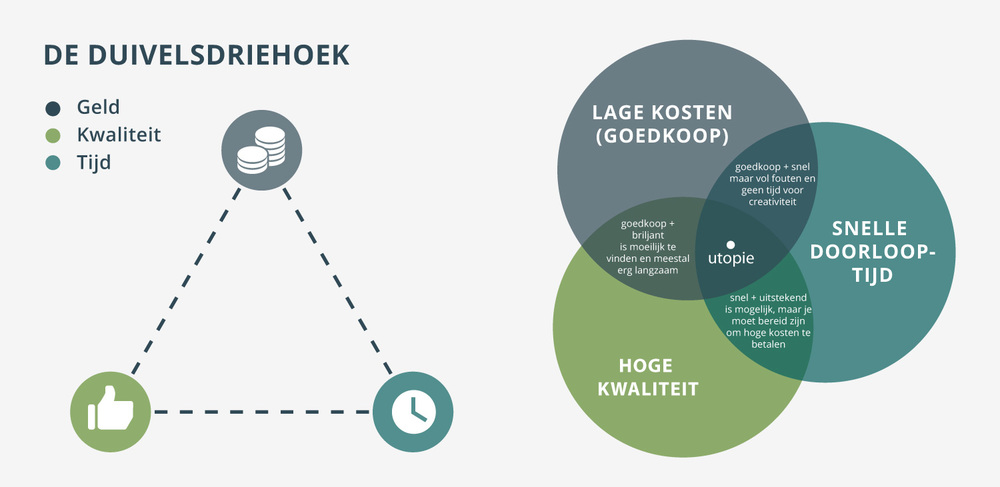 DE DUIVELSDRIEHOEK
Geld
Kwaliteit
Tijd
LAGE KOSTEN
(GOEDKOOP)
goedkoop + snel
maar vol fouten en
geen tijd voor
creativiteit
SNELLE
DOORLOOP-
TIJD
goedkoop +
briljant
is moeilijk te
vinden en meestal
erg langzaam
utopie
snel + uitstekend
is mogelijk, maar je
moet bereid zijn
om hoge kosten te
betalen
HOGE
KWALITEIT